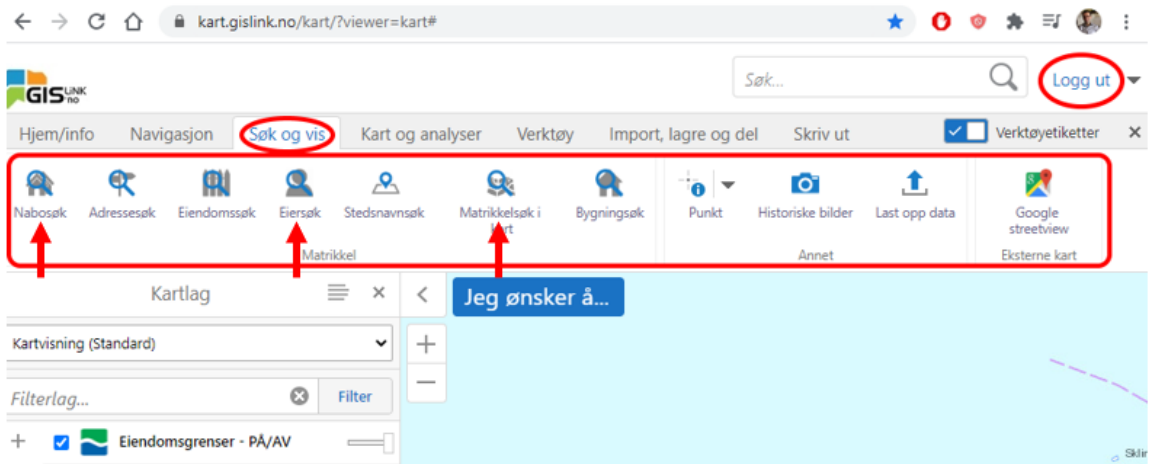 kart.gislink.no/kart/?viewer=kart#
GISLINK.no
Søk...
Logg ut
Hjem/info Navigasjon Søk og vis Kart og analyser Verktøy Import, lagre og del Skriv ut Verktøyetiketter
Nabosøk Adressesøk Eiendomssøk Eiersøk Stedsnavnsøk Matrikkelsøk i kart Bygningsøk Punkt Historiske bilder Last opp data Google streetview
Matrikkel Annet Eksterne kart
Kartlag
Jeg ønsker å...
Kartvisning (Standard)
Filterlag... Filter
Eiendomsgrenser - PÅ/AV